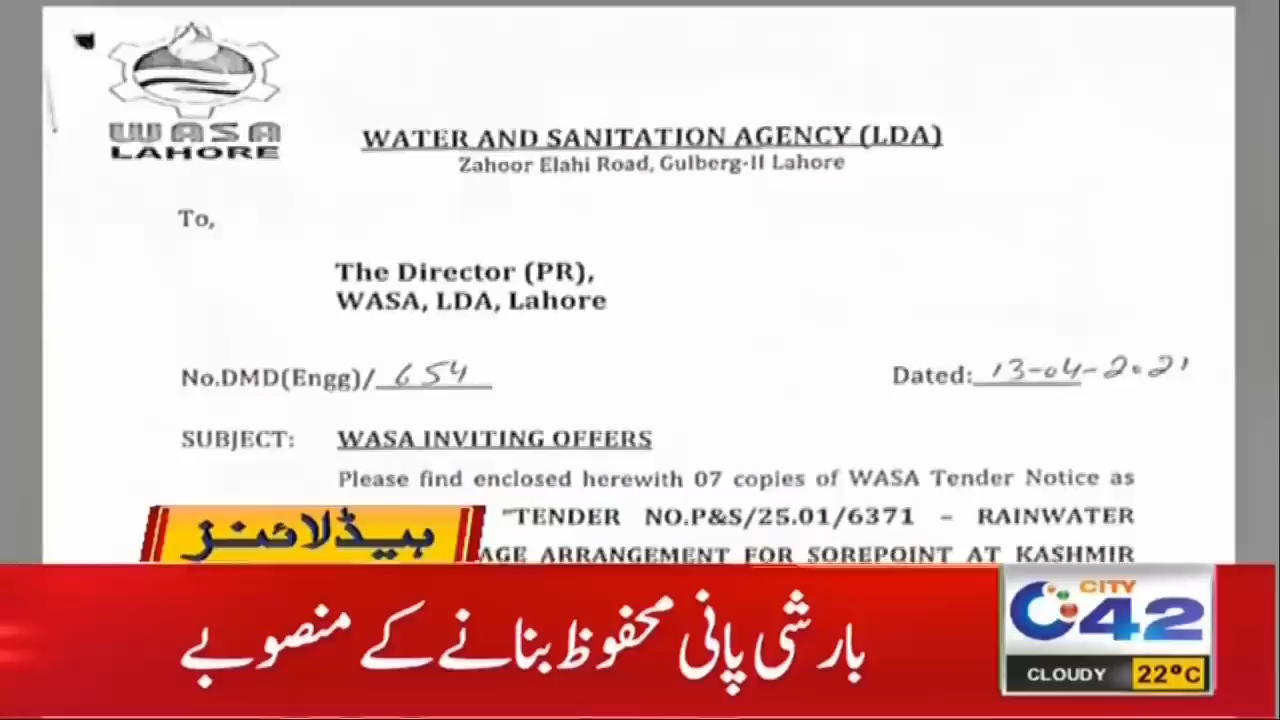 WASA
LAHORE
WATER AND SANITATION AGENCY (LDA)
Zahoor Elahi Road, Gulberg-II Lahore
To,
The Director (PR),
WASA, LDA, Lahore
No.DMD(Engg)/ 654
Dated: 13-04-2021
SUBJECT: WASA INVITING OFFERS
Please find enclosed herewith 07 copies of WASA Tender Notice as
"TENDER NO.P&S/25.01/6371 – RAINWATER
AGE ARRANGEMENT FOR SOREPOINT AT KASHMIR
ہیڈلائنز
بارشی پانی محفوظ بنانے کے منصوبے
CITY
42
CLOUDY 22°C